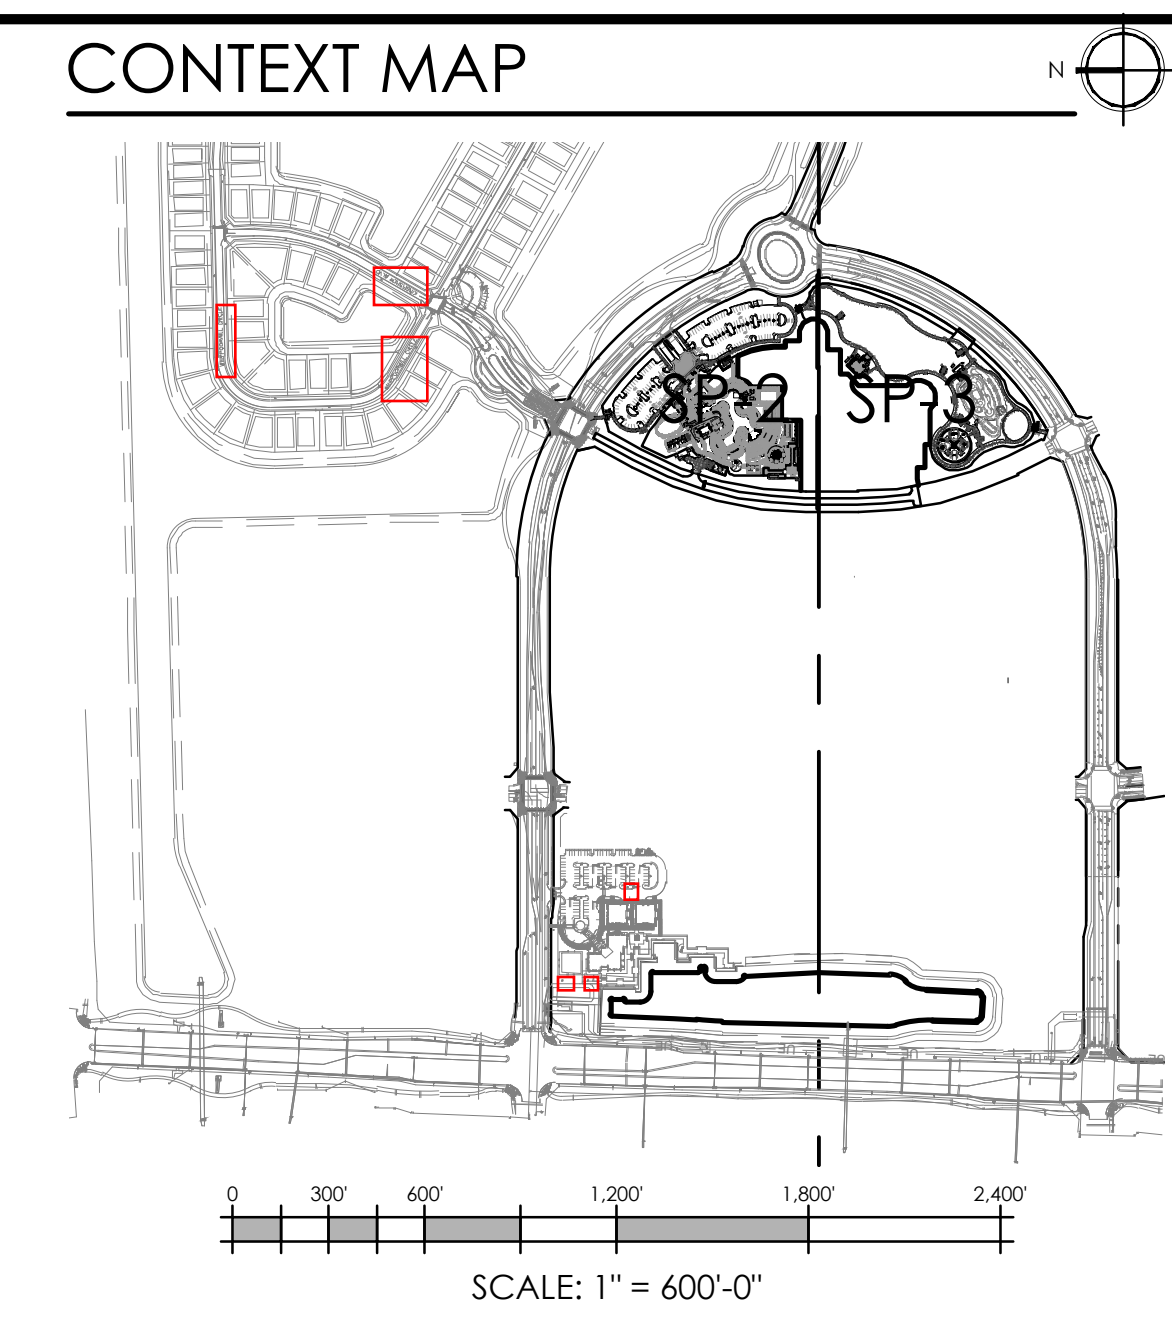 CONTEXT MAP
N
SP-2
SP-3
0 300' 600' 1,200' 1,800' 2,400'
SCALE: 1" = 600'-0"